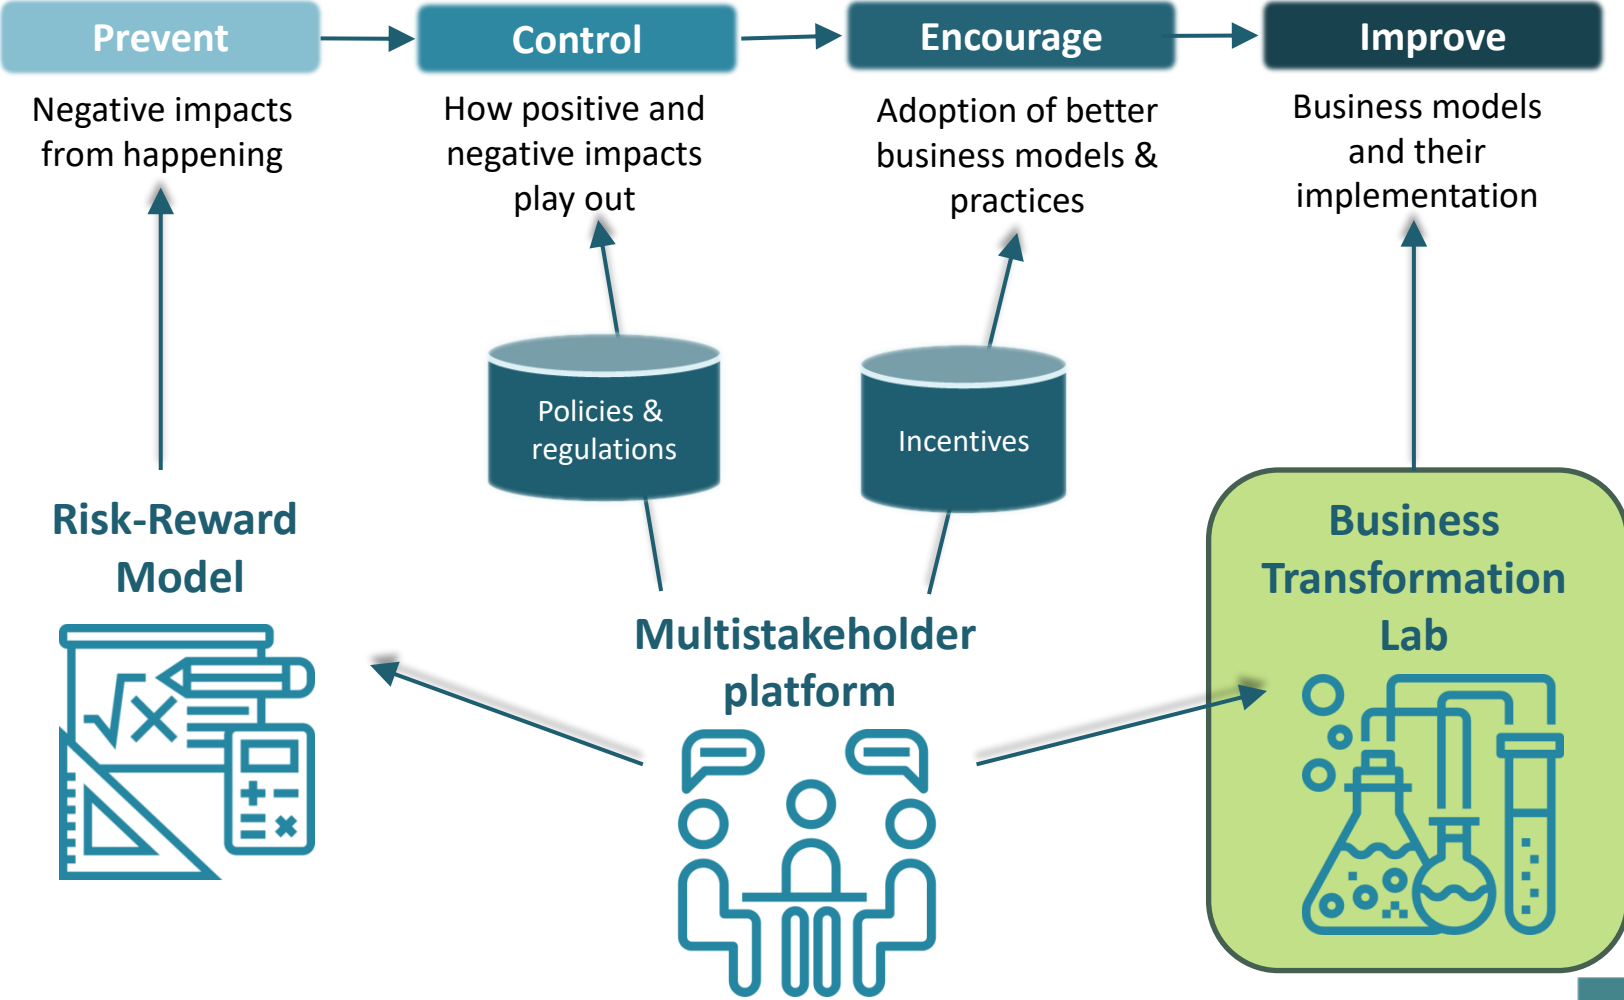 Prevent
Control
Encourage
Improve
Negative impacts
from happening
How positive and
negative impacts
play out
Adoption of better
business models &
practices
Business models
and their
implementation
Policies &
regulations
Incentives
Risk-Reward
Model
Multistakeholder
platform
Business
Transformation
Lab